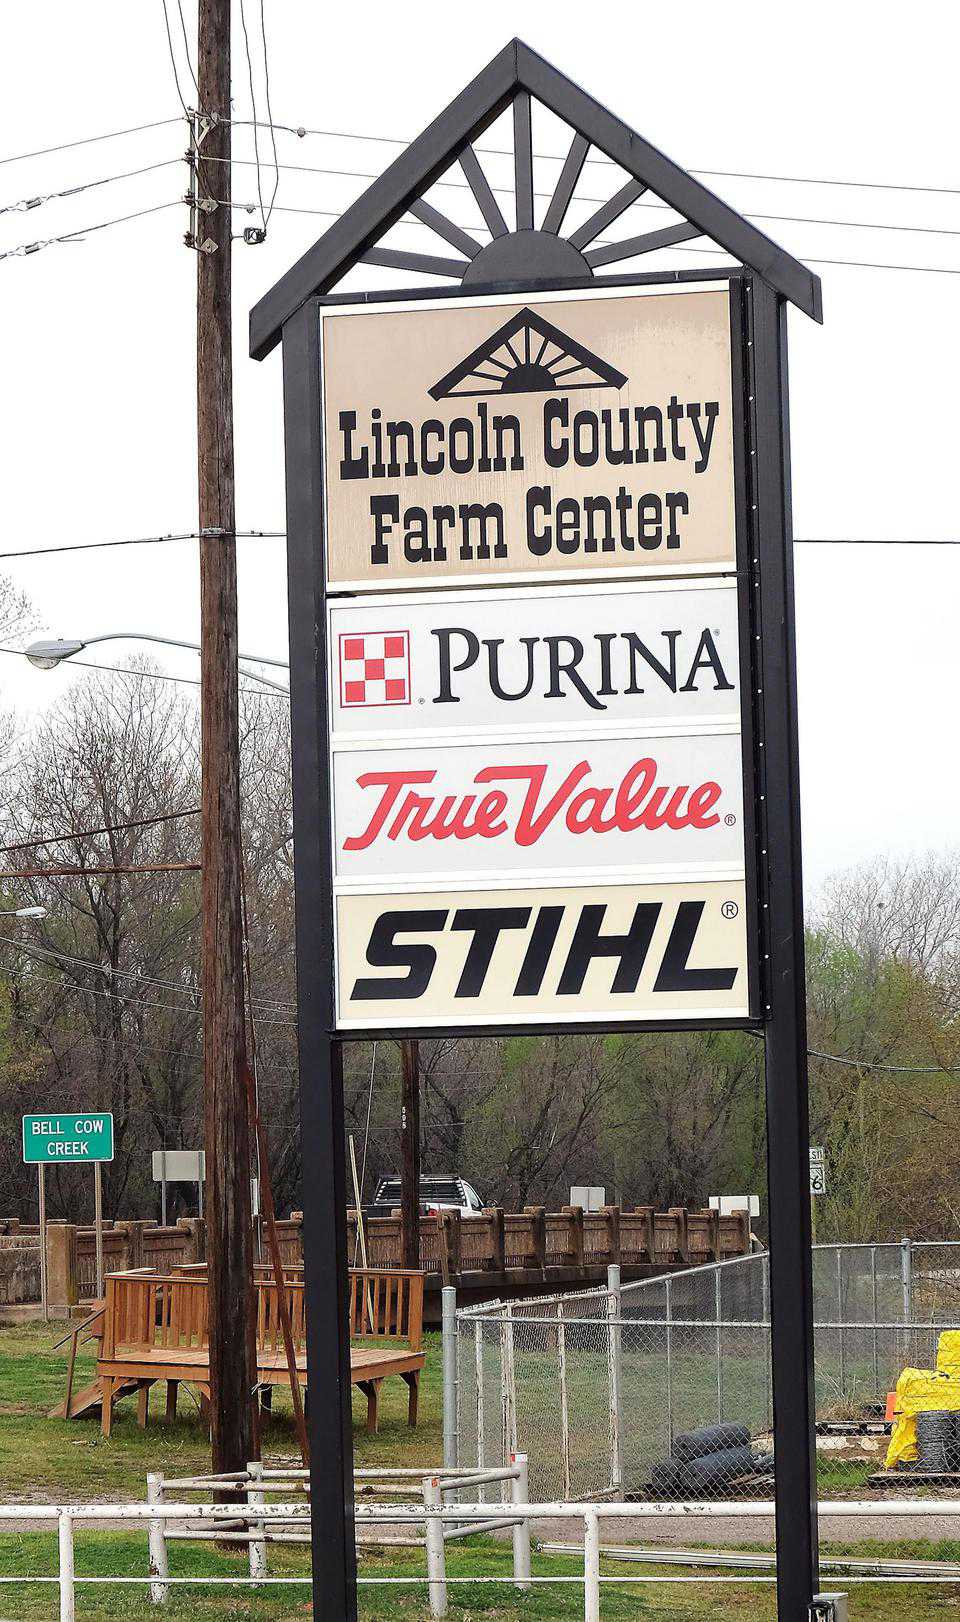 Lincoln County
Farm Center
PURINA®
True Value®
STIHL®
BELL COW
CREEK